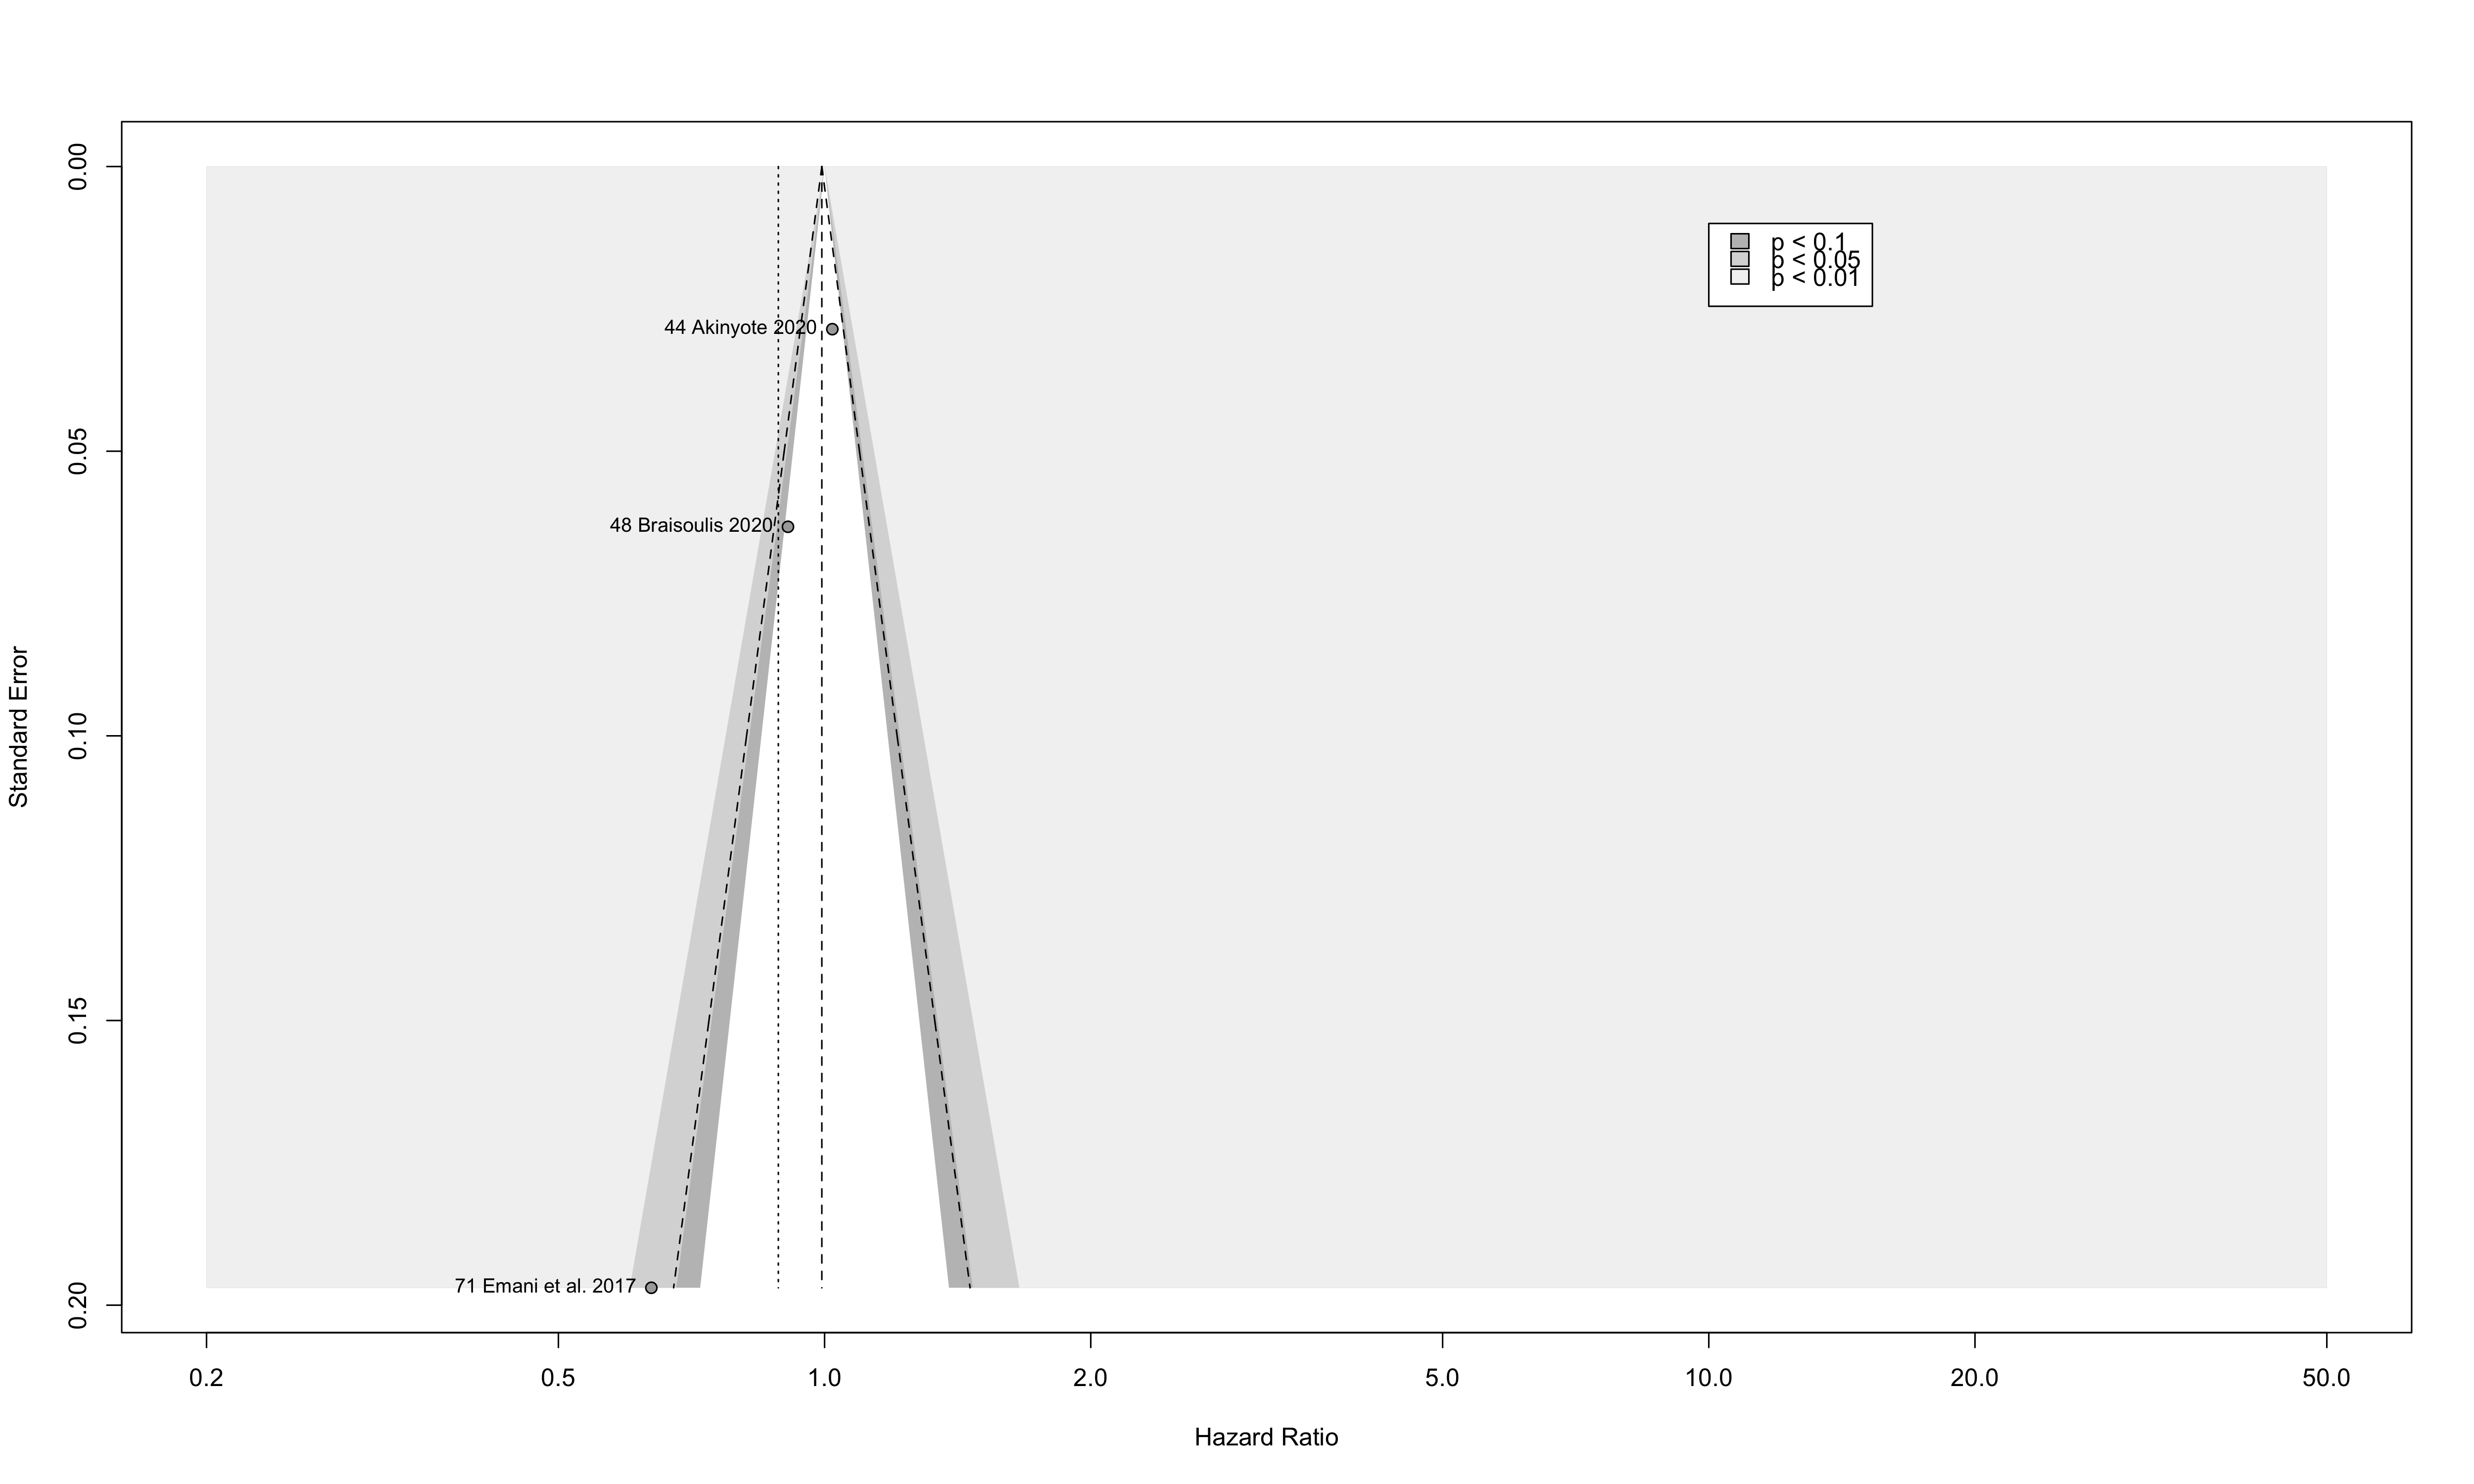 0.00
0.05
0.10
0.15
0.20
Standard Error
p < 0.1
p < 0.05
p < 0.01
44 Akinyote 2020
48 Braisoulis 2020
71 Emani et al. 2017
0.2
0.5
1.0
2.0
5.0
10.0
20.0
50.0
Hazard Ratio